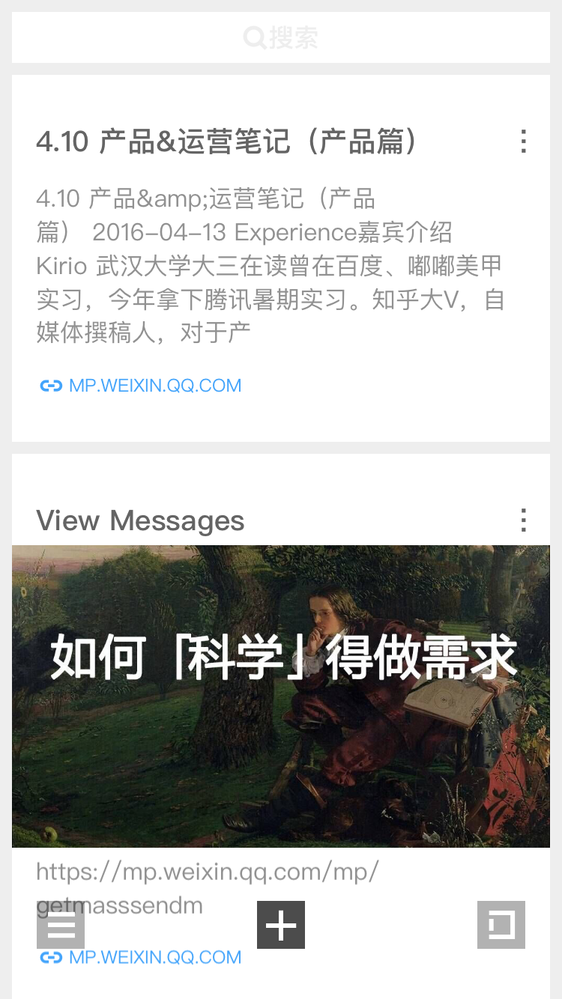 搜索
4.10 产品&运营笔记（产品篇）
4.10 产品&amp;运营笔记（产品
篇） 2016-04-13 Experience嘉宾介绍
Kirio 武汉大学大三在读曾在百度、嘟嘟美甲
实习，今年拿下腾讯暑期实习。知乎大V，自
媒体撰稿人，对于产
MP.WEIXIN.QQ.COM
View Messages
如何「科学」得做需求
https://mp.weixin.qq.com/mp/
getmasssendm
MP.WEIXIN.QQ.COM